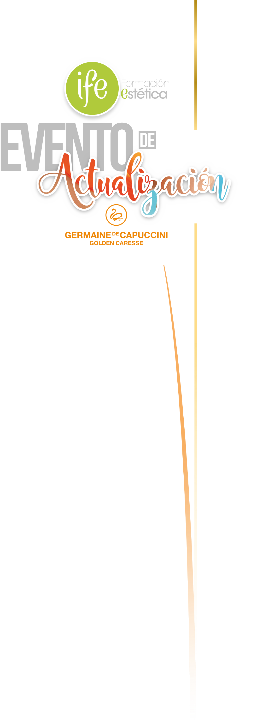 ife formación
estética
EVENTO DE
Actualización
GERMAINE DE CAPUCCINI
GOLDEN CARESSE